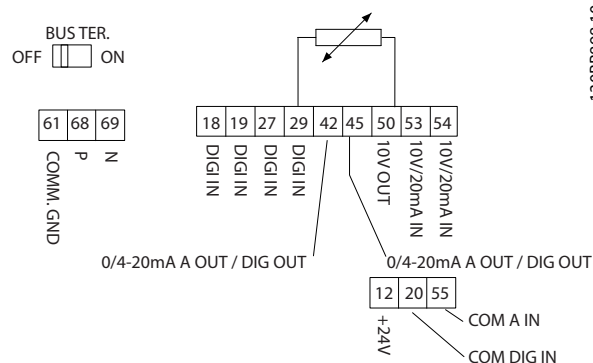 BUS TER.
OFF ON
61 68 69
COMM. GND
P
N
18 19 27 29 42 45 50 53 54
DIGI IN
DIGI IN
DIGI IN
DIGI IN
10V OUT
10V/20mA IN
10V/20mA IN
0/4-20mA A OUT / DIG OUT
0/4-20mA A OUT / DIG OUT
12 20 55
+24V
COM A IN
COM DIG IN